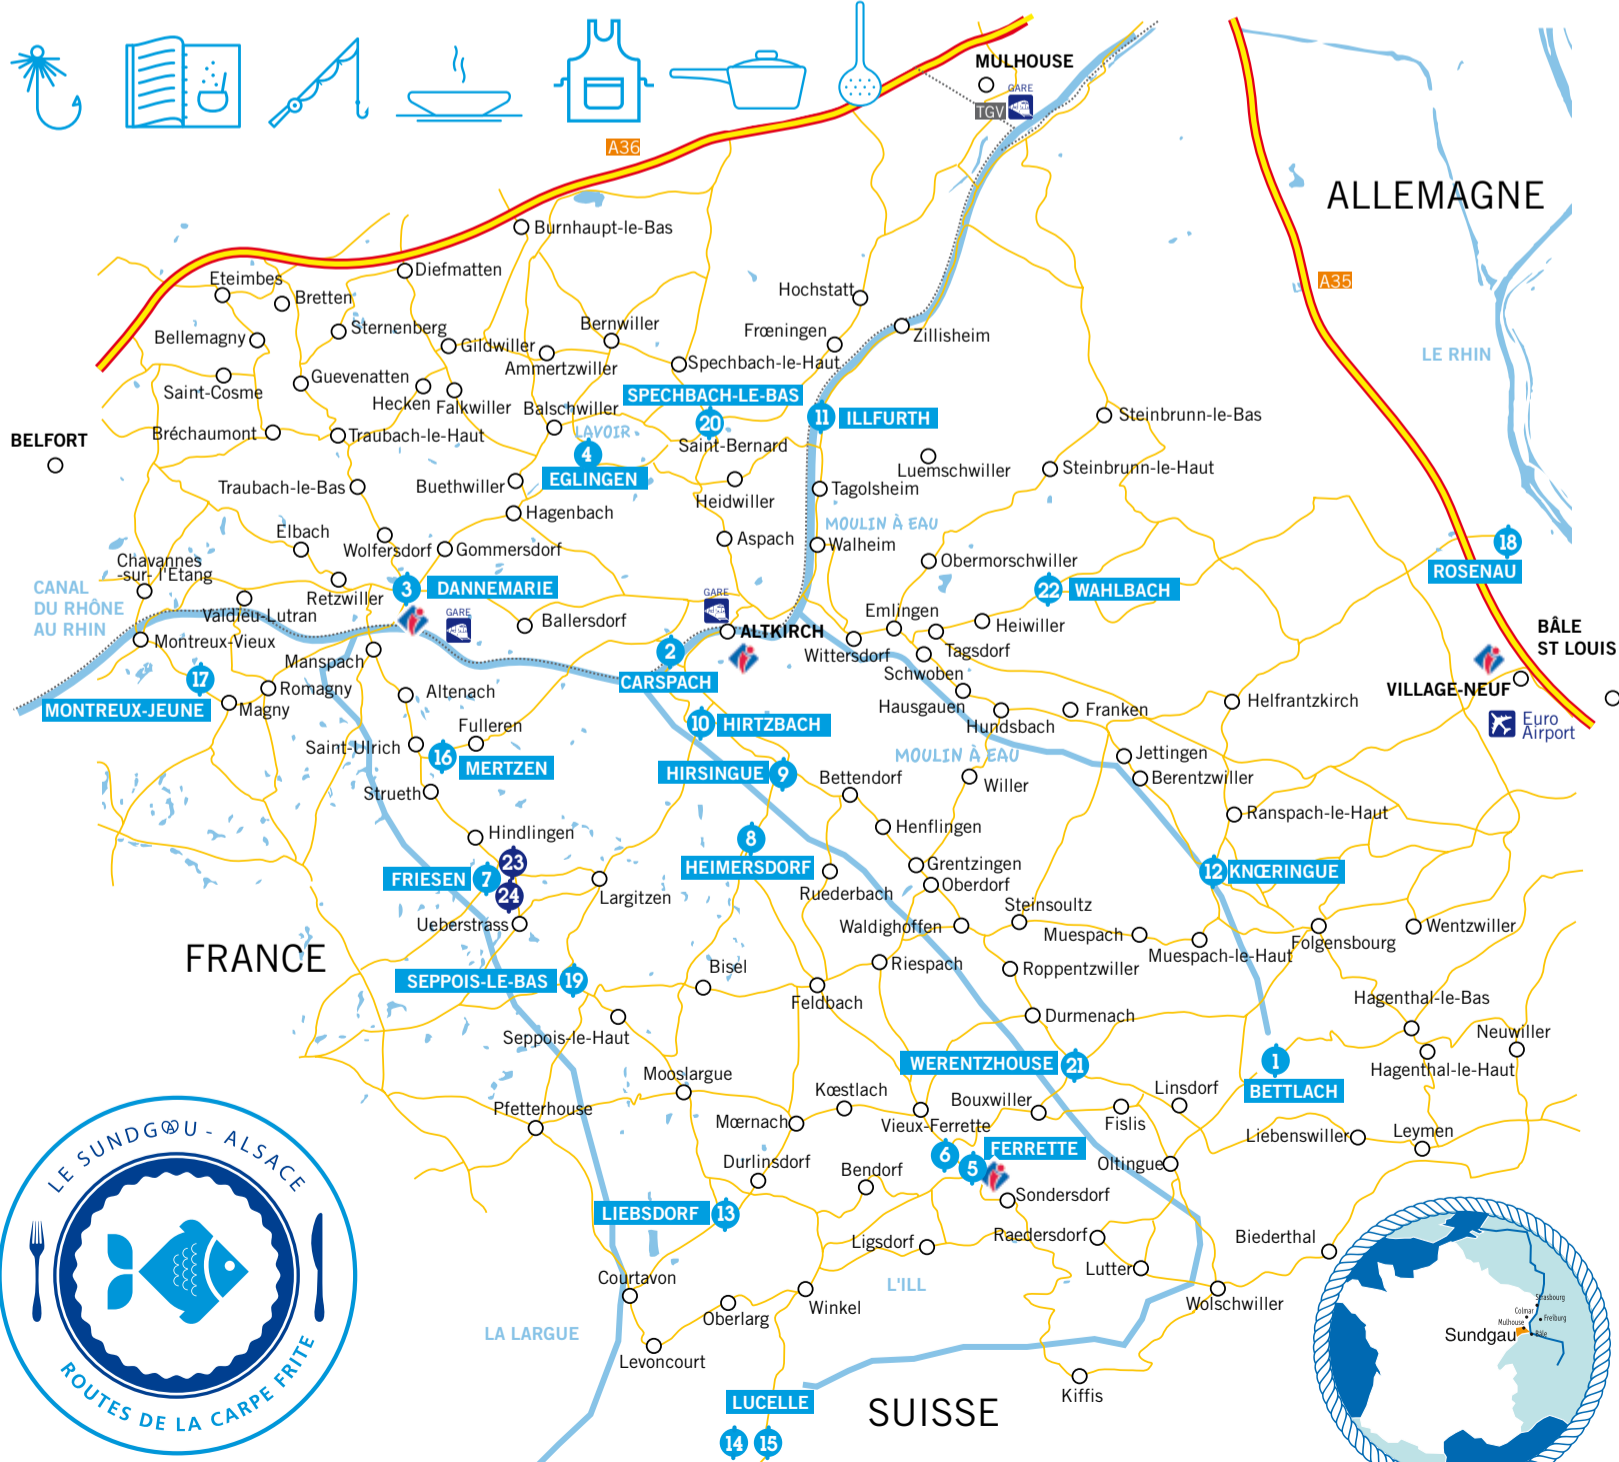 MULHOUSE
GARE
TGV
A36
ALLEMAGNE
Burnhaupt-le-Bas
Diefmatten
Eteimbes
Bretten
A35
Hochstatt
Sternenberg
Bernwiller
Frœningen
Zillisheim
Bellemagny
Gildwiller
LE RHIN
Ammertzwiller
Spechbach-le-Haut
Guevenatten
Saint-Cosme
SPECHBACH-LE-BAS
Hecken
Falkwiller
Balschwiller
20
11
ILLFURTH
Steinbrunn-le-Bas
Bréchaumont
Traubach-le-Haut
LAVOIR
BELFORT
Saint-Bernard
4
Luemschwiller
Steinbrunn-le-Haut
EGLINGEN
Traubach-le-Bas
Buethwiller
Heidwiller
Tagolsheim
Hagenbach
MOULIN À EAU
Elbach
Aspach
Walheim
18
Wolfersdorf
Gommersdorf
Chavannes
-sur- l'Etang
Obermorschwiller
ROSENAU
CANAL
DU RHÔNE
AU RHIN
3
DANNEMARIE
22
WAHLBACH
Retzwiller
GARE
GARE
Valdieu-Lutran
Emlingen
Ballersdorf
Heiwiller
BÂLE
ST LOUIS
ALTKIRCH
Montreux-Vieux
2
Wittersdorf
Tagsdorf
Manspach
Schwoben
17
CARSPACH
Romagny
Altenach
VILLAGE-NEUF
Helfrantzkirch
MONTREUX-JEUNE
Magny
Hausgauen
Franken
10
HIRTZBACH
Fulleren
Hundsbach
Euro
Airport
Saint-Ulrich
16
MERTZEN
MOULIN À EAU
Jettingen
HIRSINGUE
9
Bettendorf
Berentzwiller
Willer
Strueth
Ranspach-le-Haut
Henflingen
Hindlingen
8
23
Grentzingen
HEIMERSDORF
12
KNŒRINGUE
FRIESEN
7
Oberdorf
24
Largitzen
Ruederbach
Steinsoultz
Ueberstrass
Waldighoffen
Muespach
Wentzwiller
Folgensbourg
FRANCE
Muespach-le-Haut
Bisel
Riespach
Roppentzwiller
SEPPOIS-LE-BAS
19
Feldbach
Hagenthal-le-Bas
Durmenach
Seppois-le-Haut
Neuwiller
WERENTZHOUSE
21
1
Hagenthal-le-Haut
Mooslargue
Kœstlach
Linsdorf
BETTLACH
Bouxwiller
Pfetterhouse
Mœrnach
Vieux-Ferrette
Fislis
LE SUNDGAU - ALSACE
Liebenswiller
Leymen
FERRETTE
6
5
Durlinsdorf
Bendorf
Oltingue
Sondersdorf
LIEBSDORF
13
Raedersdorf
Ligsdorf
Biederthal
Lutter
Courtavon
L'ILL
Winkel
Oberlarg
Wolschwiller
Strasbourg
Colmar
Freiburg
Mulhouse
Sundgau
Bâle
LA LARGUE
Levoncourt
ROUTES DE LA CARPE FRITE
Kiffis
LUCELLE
SUISSE
14
15